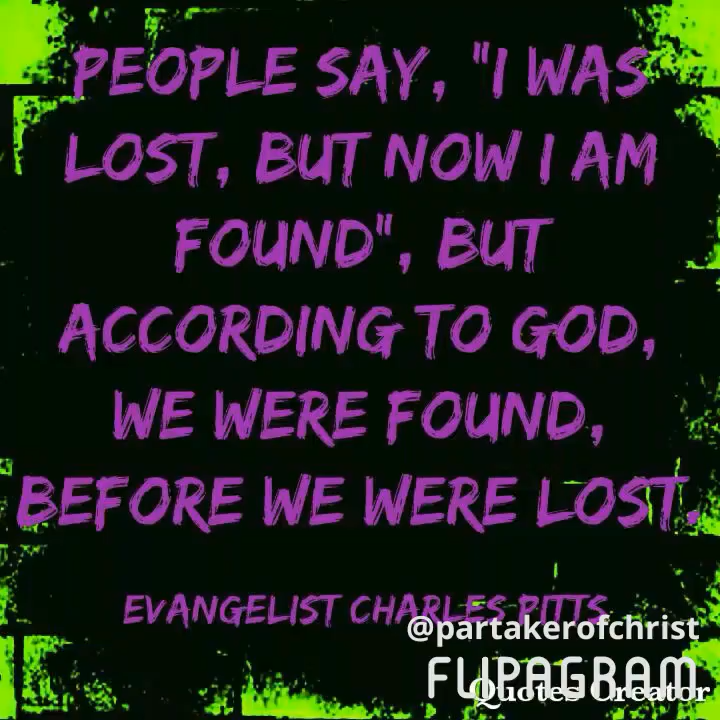 PEOPLE SAY, "I WAS
LOST, BUT NOW I AM
FOUND", BUT
ACCORDING TO GOD,
WE WERE FOUND,
BEFORE WE WERE LOST.
EVANGELIST CHARLES PITTS
@partakerofchrist
FLIPAGRAM
Quotes Creator